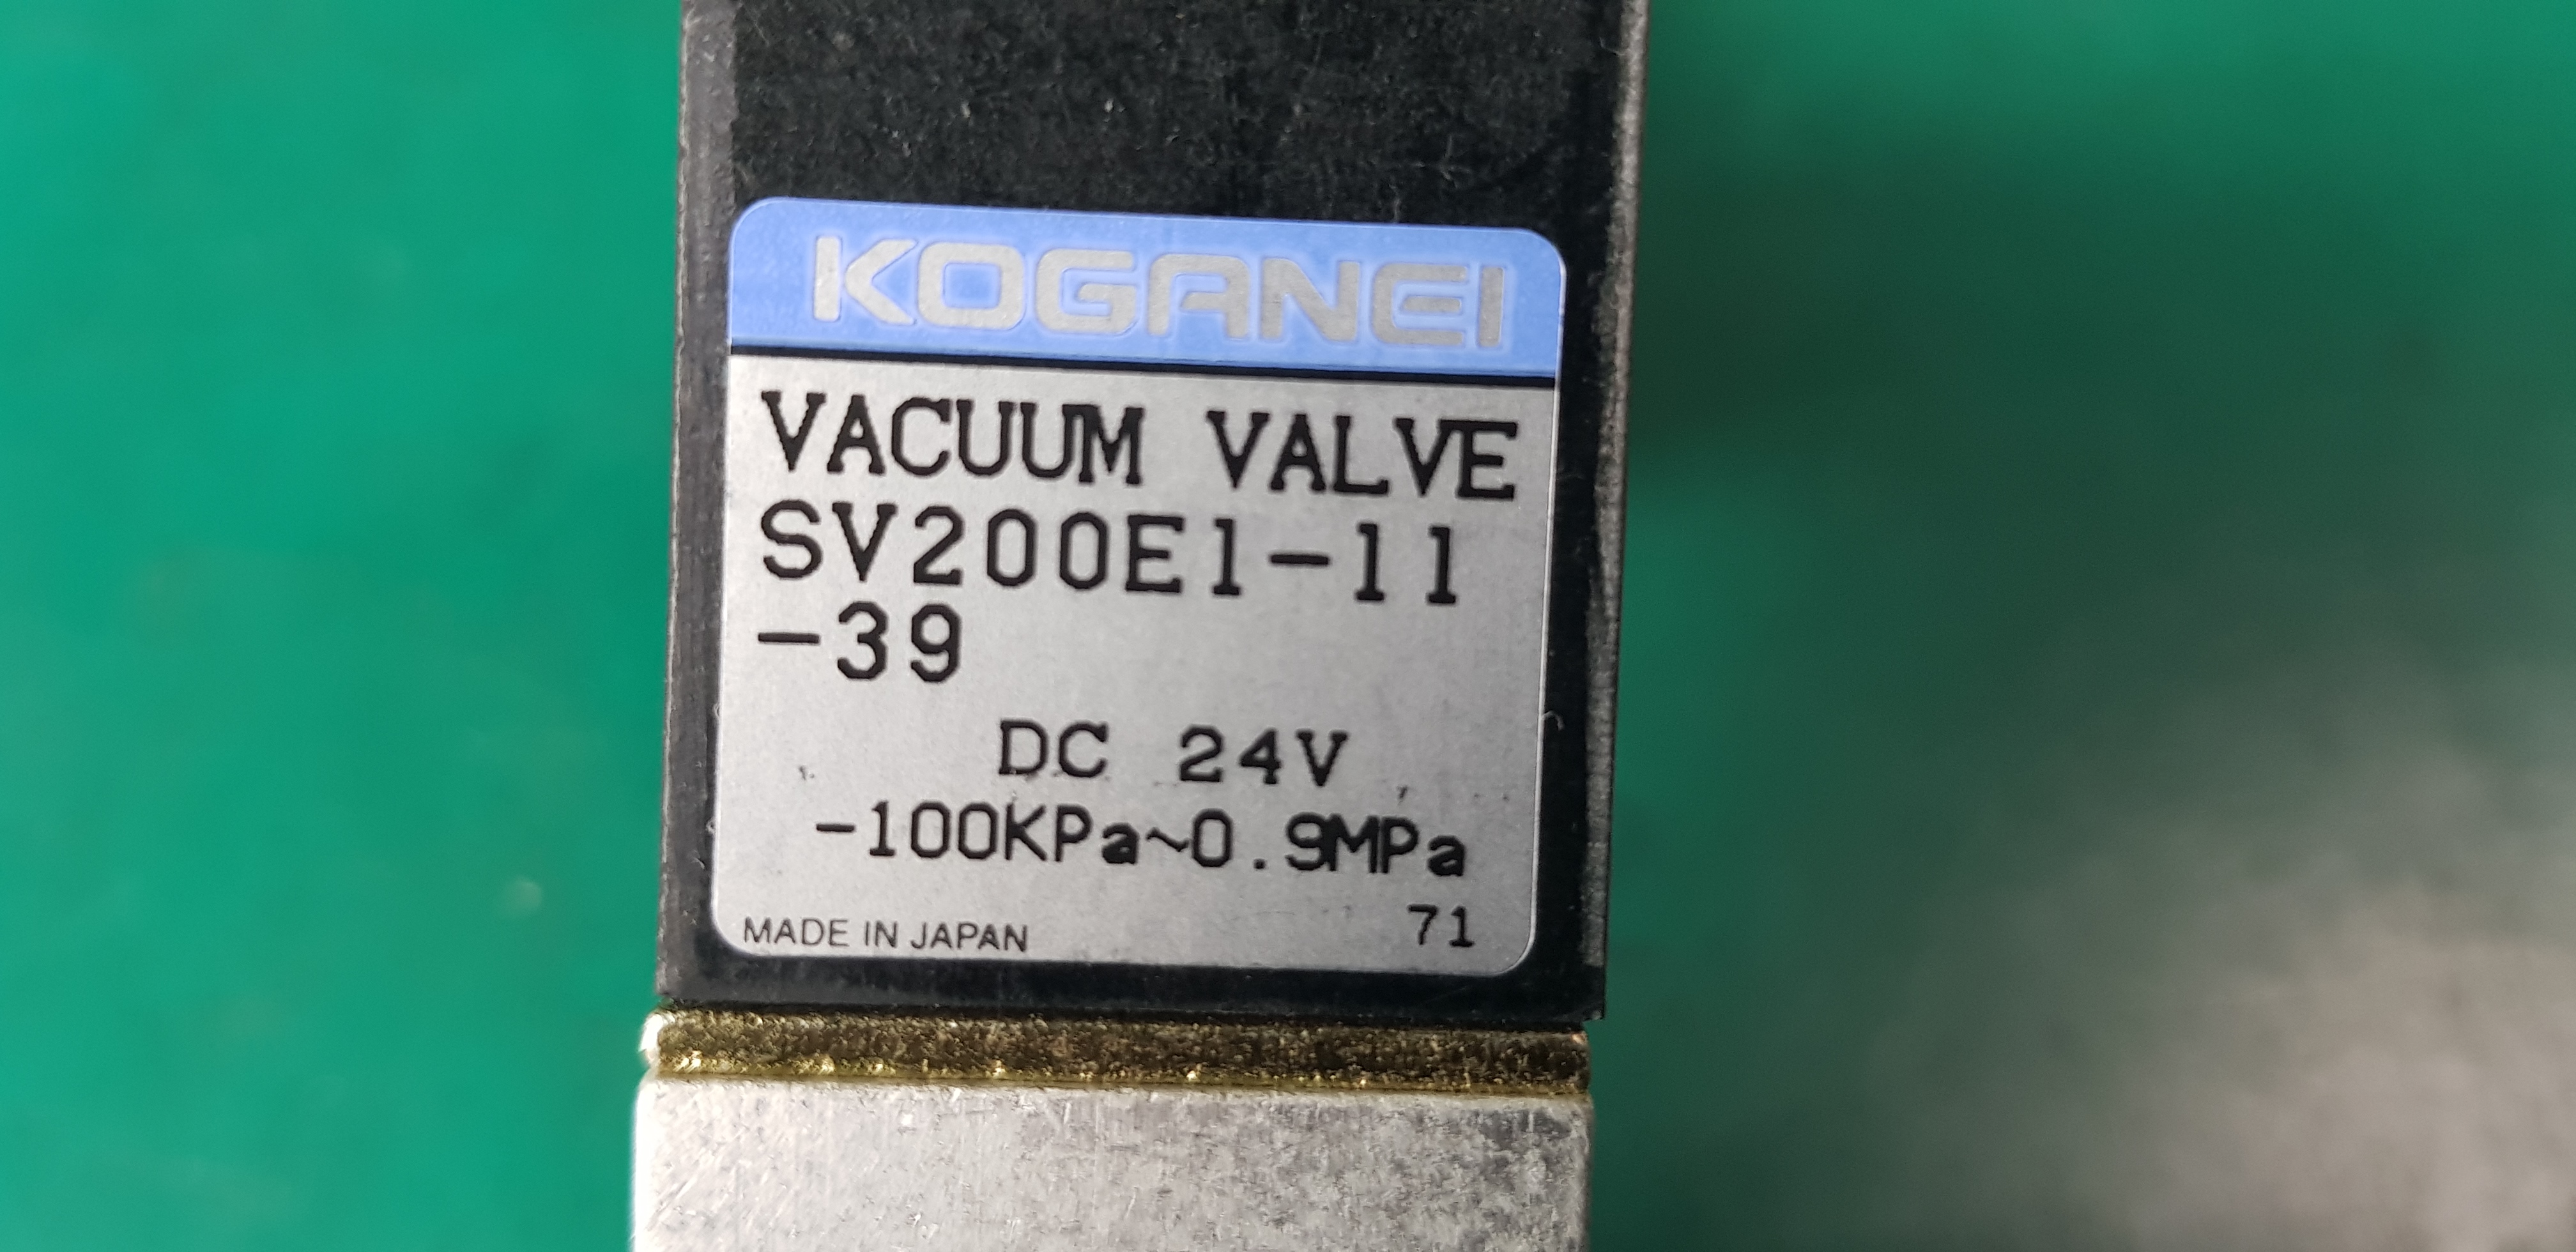 KOGANEI
VACUUM VALVE
SV200E1-11
-39
DC 24V
-100KPa~0.9MPa
MADE IN JAPAN 71